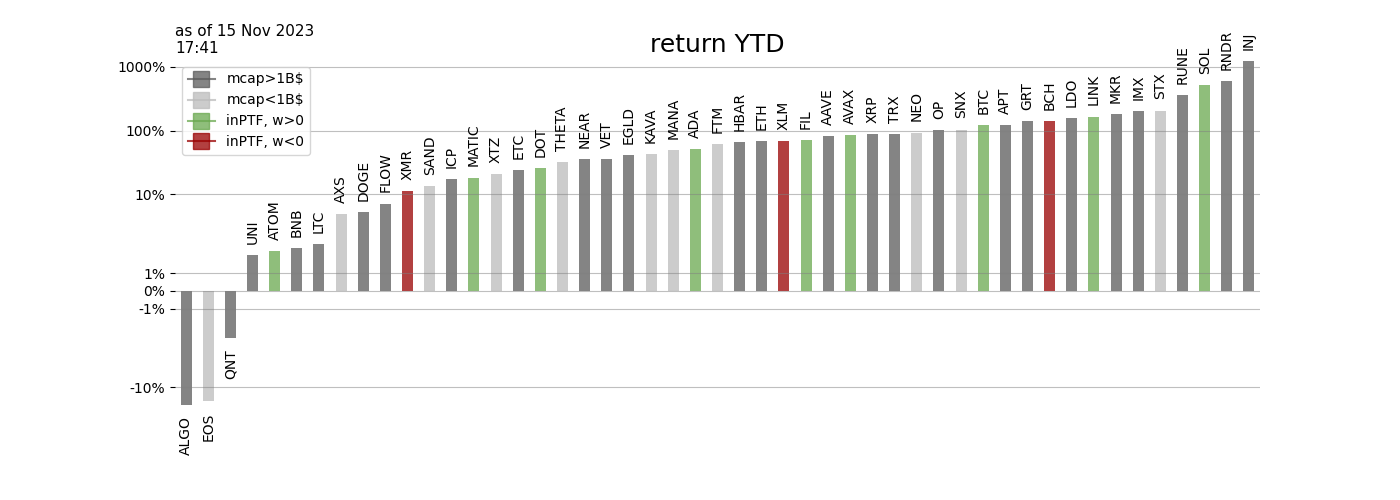 as of 15 Nov 2023
17:41
return YTD
1000%
100%
10%
1%
0%
-1%
-10%
mcap>1B$
mcap<1B$
inPTF, w>0
inPTF, w<0
ALGO
EOS
QNT
UNI
ATOM
BNB
LTC
AXS
DOGE
FLOW
XMR
SAND
ICP
MATIC
XTZ
ETC
DOT
THETA
NEAR
VET
EGLD
KAVA
MANA
ADA
FTM
HBAR
ETH
XLM
FIL
AAVE
AVAX
XRP
TRX
NEO
OP
SNX
BTC
APT
GRT
BCH
LDO
LINK
MKR
IMX
STX
RUNE
SOL
RNDR
INJ